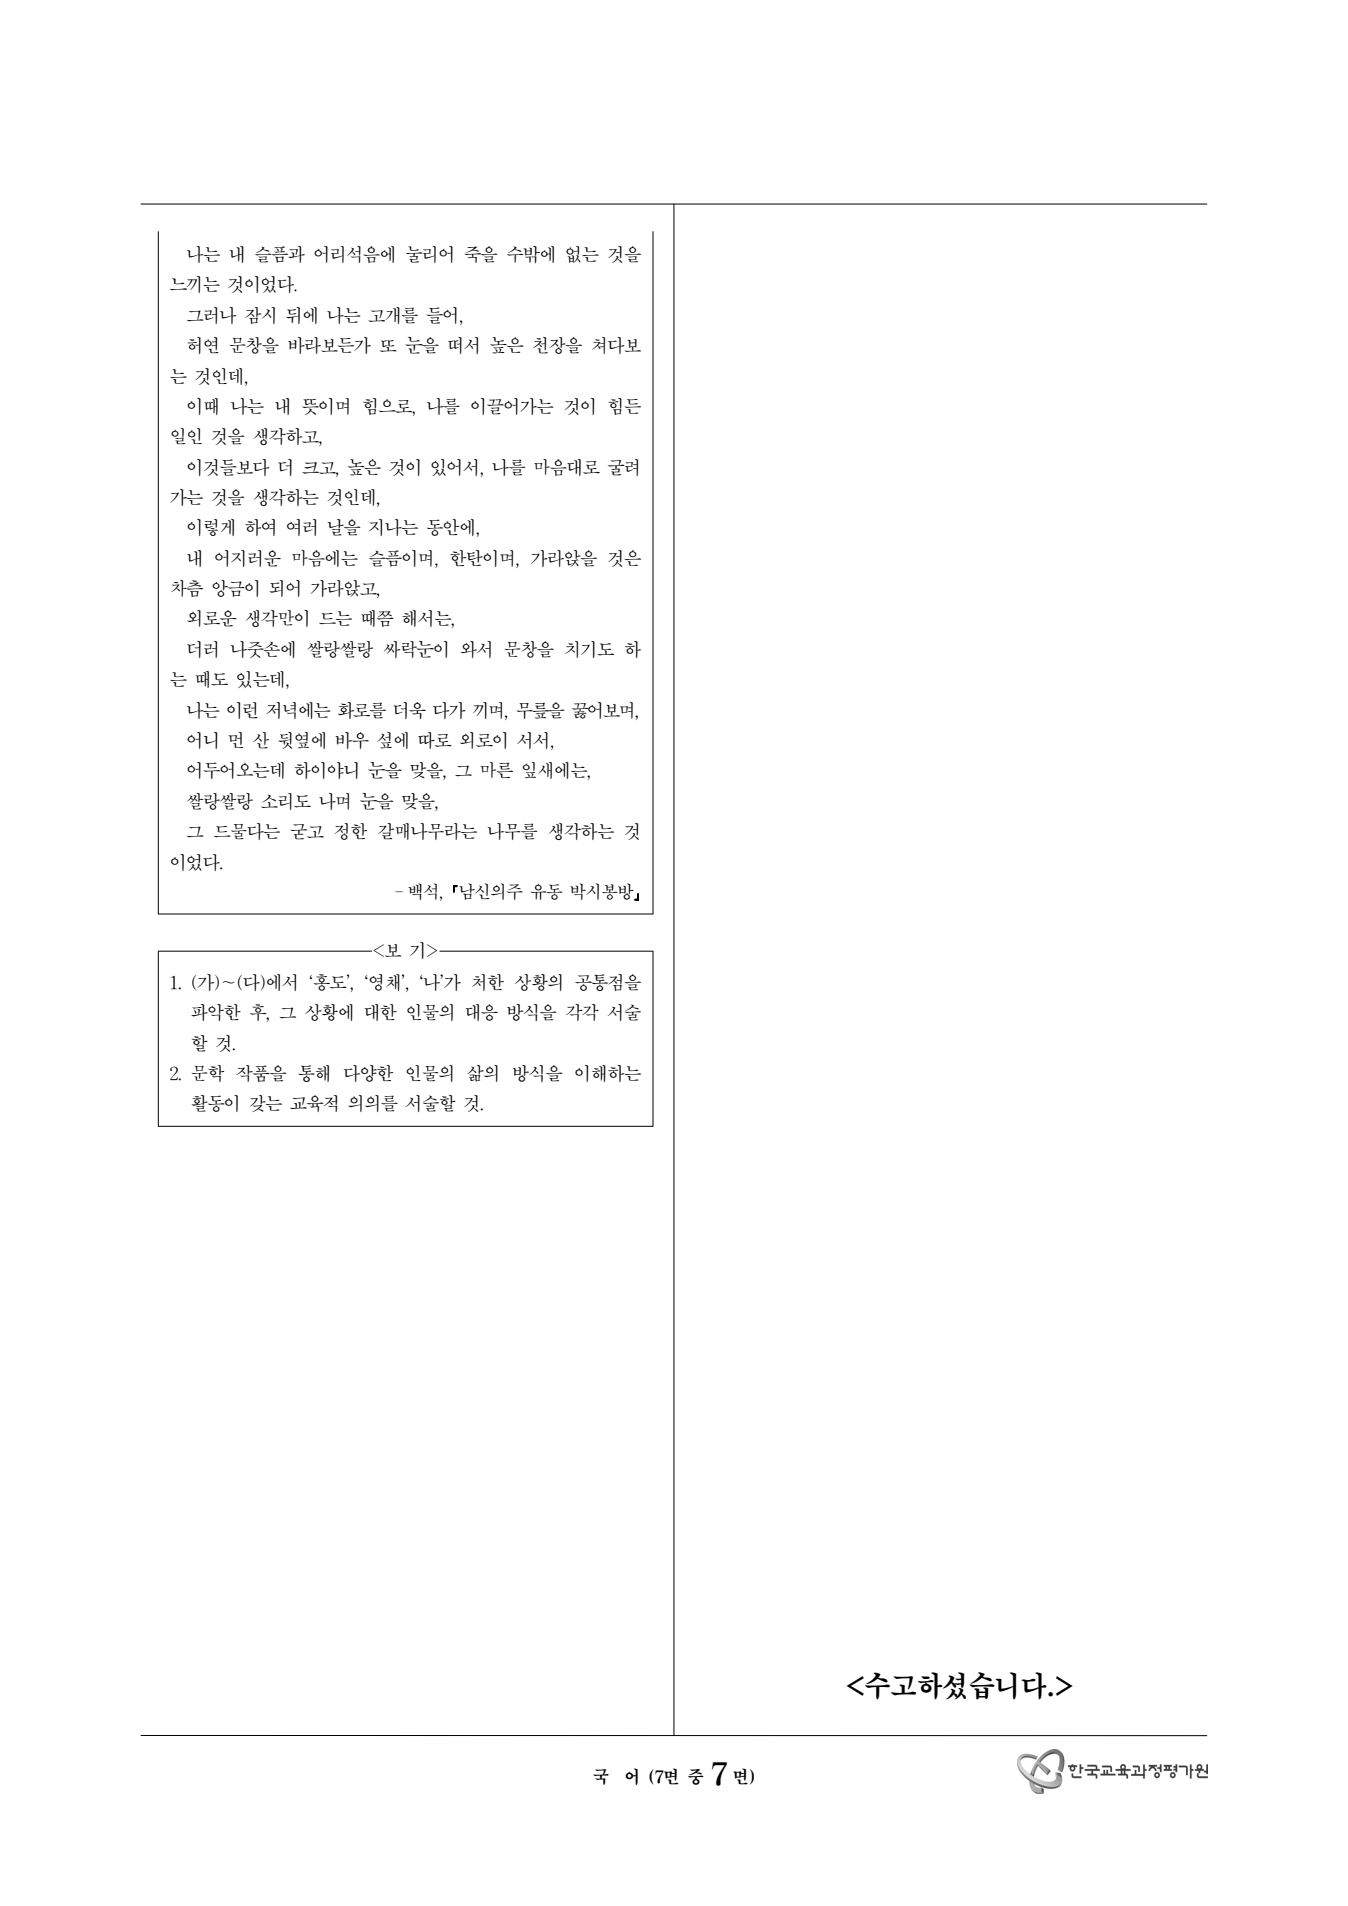 나는 내 슬픔과 어리석음에 눌리어 죽을 수밖에 없는 것을
느끼는 것이었다.
그러나 잠시 뒤에 나는 고개를 들어,
허연 문창을 바라보든가 또 눈을 떠서 높은 천장을 쳐다보
는 것인데,
이때 나는 내 뜻이며 힘으로, 나를 이끌어가는 것이 힘든
일인 것을 생각하고,
이것들보다 더 크고, 높은 것이 있어서, 나를 마음대로 굴려
가는 것을 생각하는 것인데,
이렇게 하여 여러 날을 지나는 동안에,
내 어지러운 마음에는 슬픔이며, 한탄이며, 가라앉을 것은
차츰 앙금이 되어 가라앉고,
외로운 생각만이 드는 때쯤 해서는,
더러 나줏손에 쌀랑쌀랑 싸락눈이 와서 문창을 치기도 하
는 때도 있는데,
나는 이런 저녁에는 화로를 더욱 다가 끼며, 무릎을 꿇어보며,
어니 먼 산 뒷옆에 바우 섶에 따로 외로이 서서,
어두어오는데 하이야니 눈을 맞을, 그 마른 잎새에는,
쌀랑쌀랑 소리도 나며 눈을 맞을,
그 드물다는 굳고 정한 갈매나무라는 나무를 생각하는 것
이었다.
– 백석, 『남신의주 유동 박시봉방』
<보 기>
1. (가)~(다)에서 ‘홍도’, ‘영채’, ‘나’가 처한 상황의 공통점을
파악한 후, 그 상황에 대한 인물의 대응 방식을 각각 서술
할 것.
2. 문학 작품을 통해 다양한 인물의 삶의 방식을 이해하는
활동이 갖는 교육적 의의를 서술할 것.
<수고하셨습니다.>
국 어 (7면 중 7 면)
한국교육과정평가원